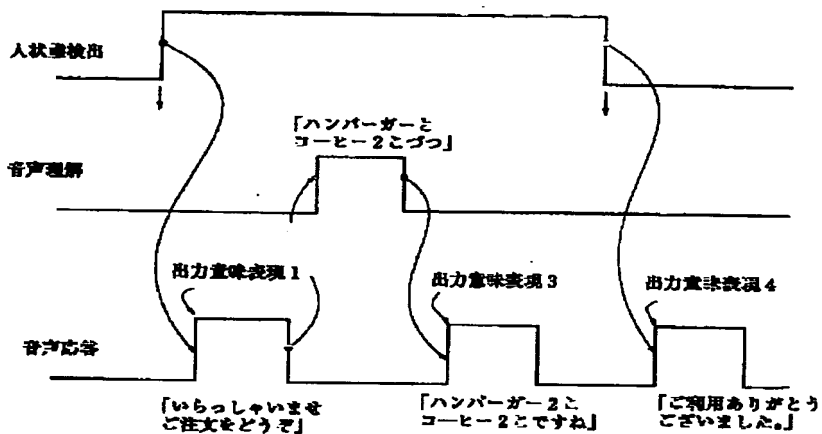 人状態検出
「ハンバーガーと
コーヒー2こづつ」
音声理解
出力意味表現1
出力意味表現3
出力意味表現4
音声応答
「いらっしゃいませ
ご注文をどうぞ」
「ハンバーガー2こ
コーヒー2こですね」
「ご利用ありがとう
ございました。」